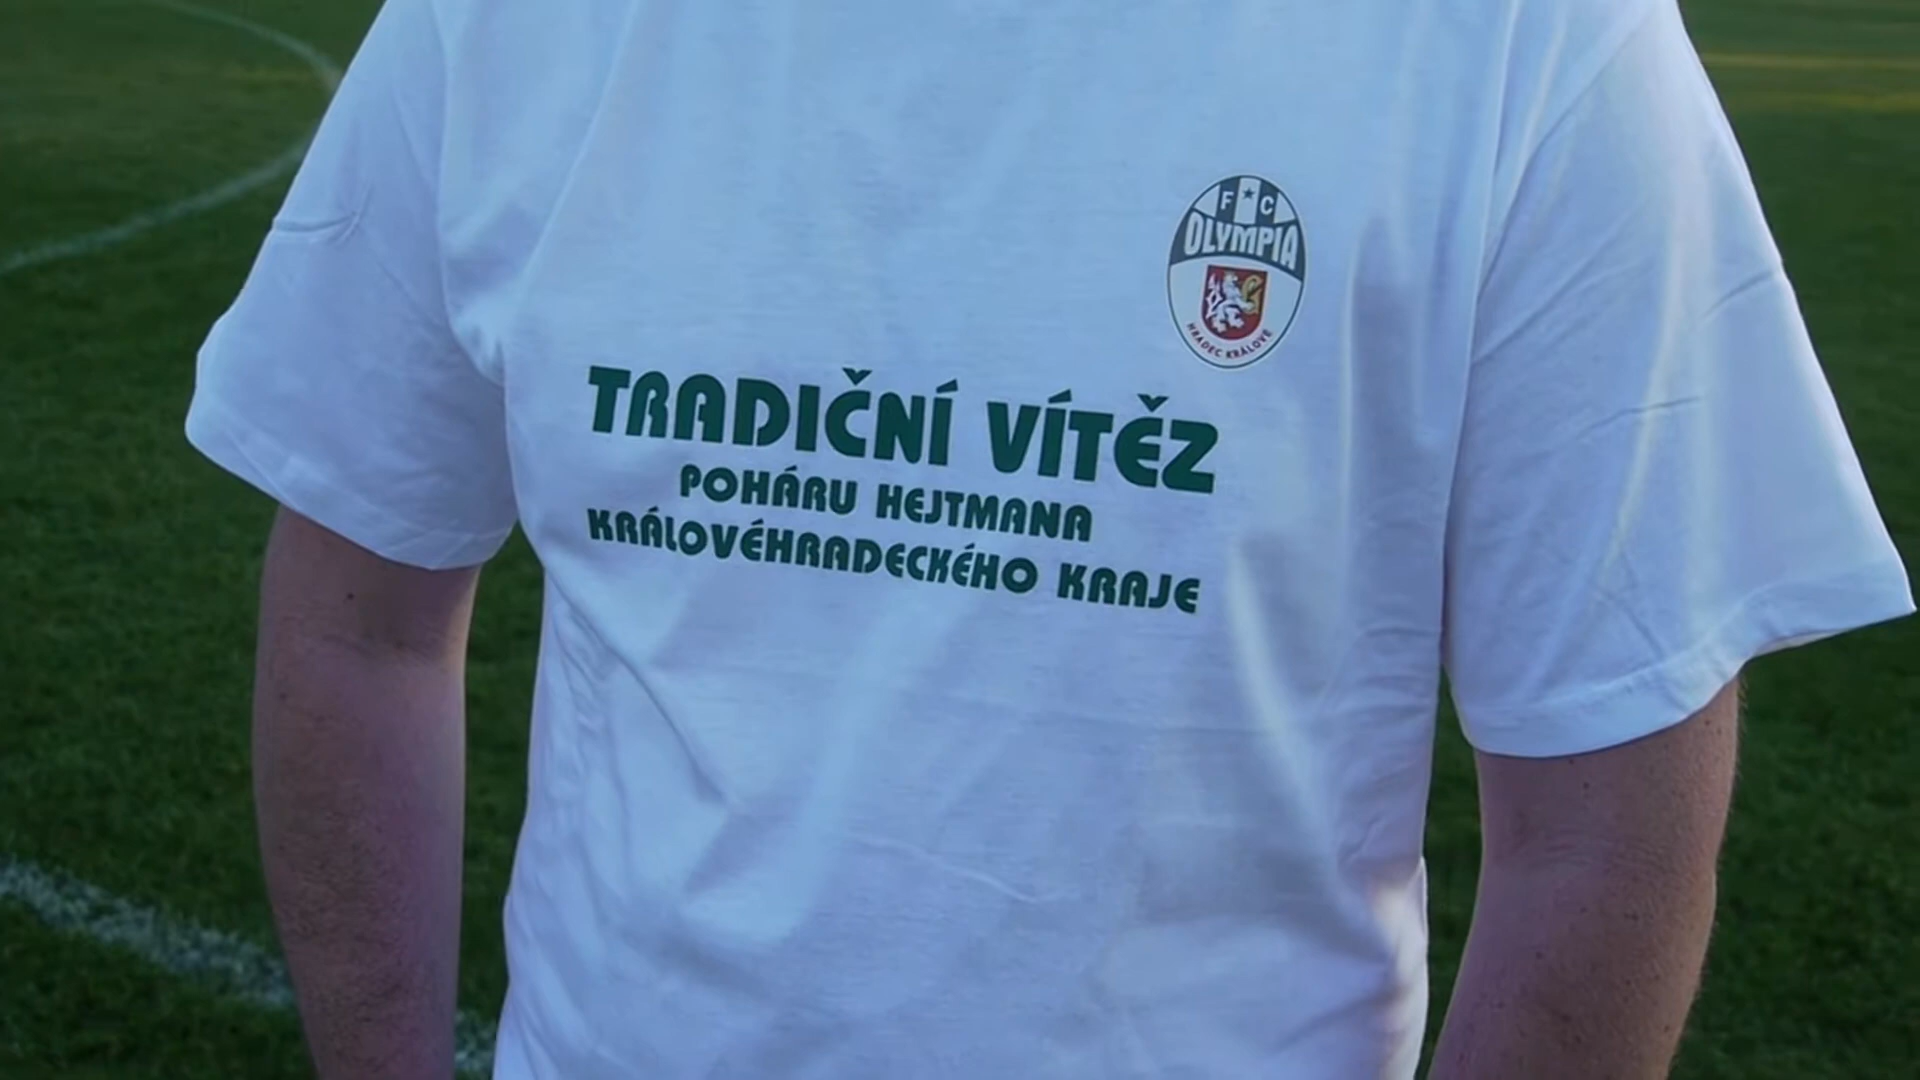 F C
OLYMPIA
HRADEC KRÁLOVÉ
TRADIČNÍ VÍTĚZ
POHÁRU HEJTMANA
KRÁLOVÉHRADECKÉHO KRAJE